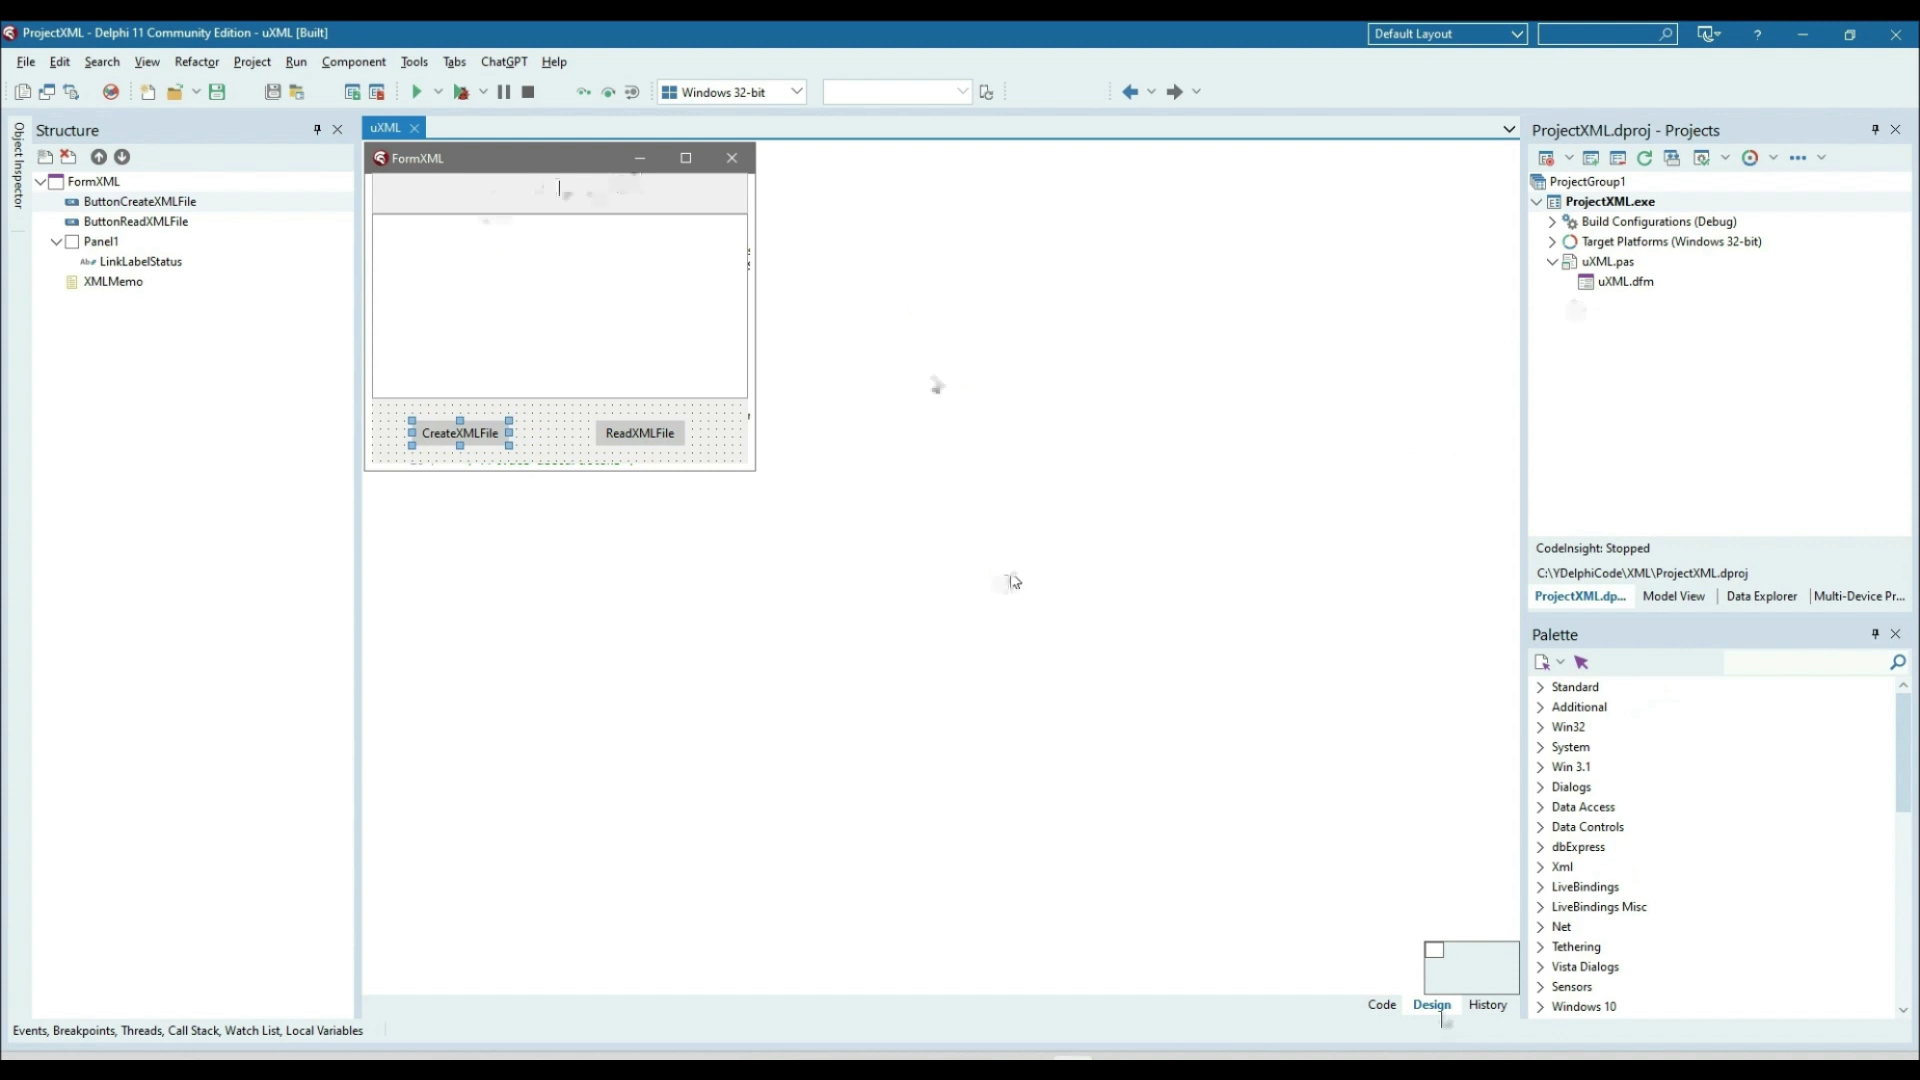 ProjectXML - Delphi 11 Community Edition - uXML [Built]
Default Layout
?
File Edit Search View Refactor Project Run Component Tools Tabs ChatGPT Help
Windows 32-bit
Object Inspector
Structure
FormXML
ButtonCreateXMLFile
ButtonReadXMLFile
Panel1
LinkLabelStatus
XMLMemo
uXML
FormXML
CreateXMLFile
ReadXMLFile
ProjectXML.dproj - Projects
ProjectGroup1
ProjectXML.exe
Build Configurations (Debug)
Target Platforms (Windows 32-bit)
uXML.pas
uXML.dfm
CodeInsight: Stopped
C:\YDelphiCode\XML\ProjectXML.dproj
ProjectXML.dp... Model View Data Explorer Multi-Device Pr...
Palette
Standard
Additional
Win32
System
Win 3.1
Dialogs
Data Access
Data Controls
dbExpress
Xml
LiveBindings
LiveBindings Misc
Net
Tethering
Vista Dialogs
Sensors
Windows 10
Code Design History
Events, Breakpoints, Threads, Call Stack, Watch List, Local Variables